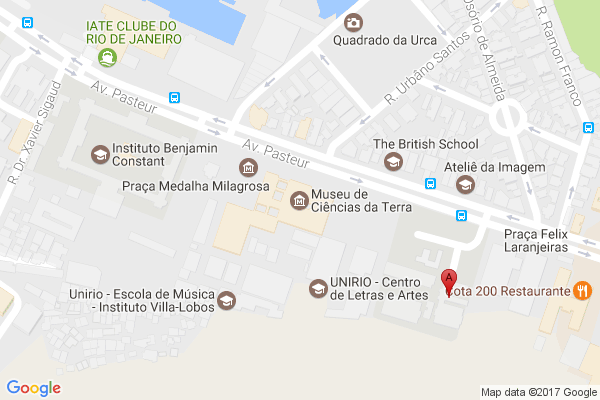 IATE CLUBE DO
RIO DE JANEIRO
Quadrado da Urca
Osório de Almeida
R. Ramon Franco
R. Urbano Santos
Av. Pasteur
R. Dr. Xavier Sigaud
Instituto Benjamin
Constant
Av. Pasteur
The British School
Praça Medalha Milagrosa
Ateliê da Imagem
Museu de
Ciências da Terra
Praça Felix
Laranjeiras
A
UNIRIO - Centro
de Letras e Artes
Cota 200 Restaurante
Unirio - Escola de Música
- Instituto Villa-Lobos
Google
Map data ©2017 Google